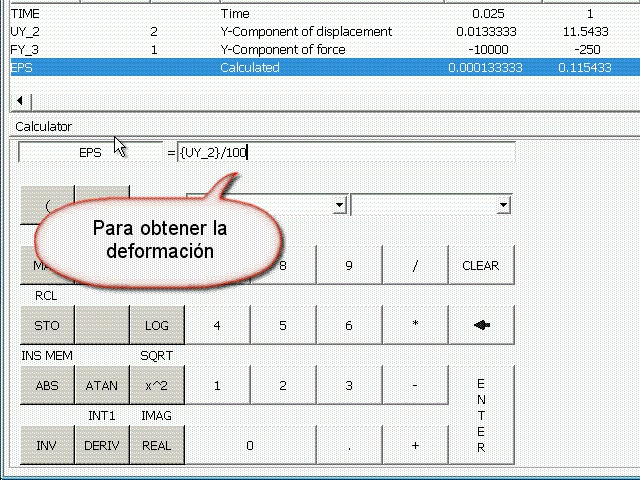 TIME Time 0.025 1
UY_2 2 Y-Component of displacement 0.0133333 11.5433
FY_3 1 Y-Component of force -10000 -250
EPS Calculated 0.000133333 0.115433
Calculator
EPS = {UY_2}/100
(
Para obtener la
deformación
8 9 / CLEAR
RCL
STO LOG 4 5 6 *
INS MEM SQRT
ABS ATAN x^2 1 2 3 - ENTER
INT1 IMAG
INV DERIV REAL 0 . +